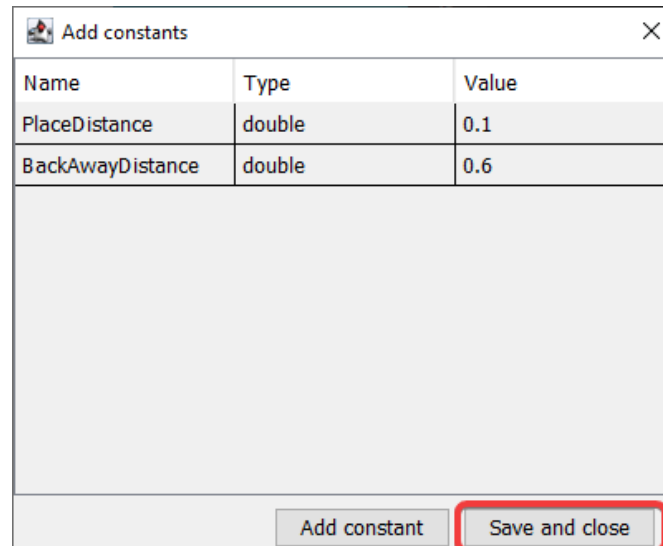 Add constants
Name Type Value
PlaceDistance double 0.1
BackAwayDistance double 0.6
Add constant Save and close